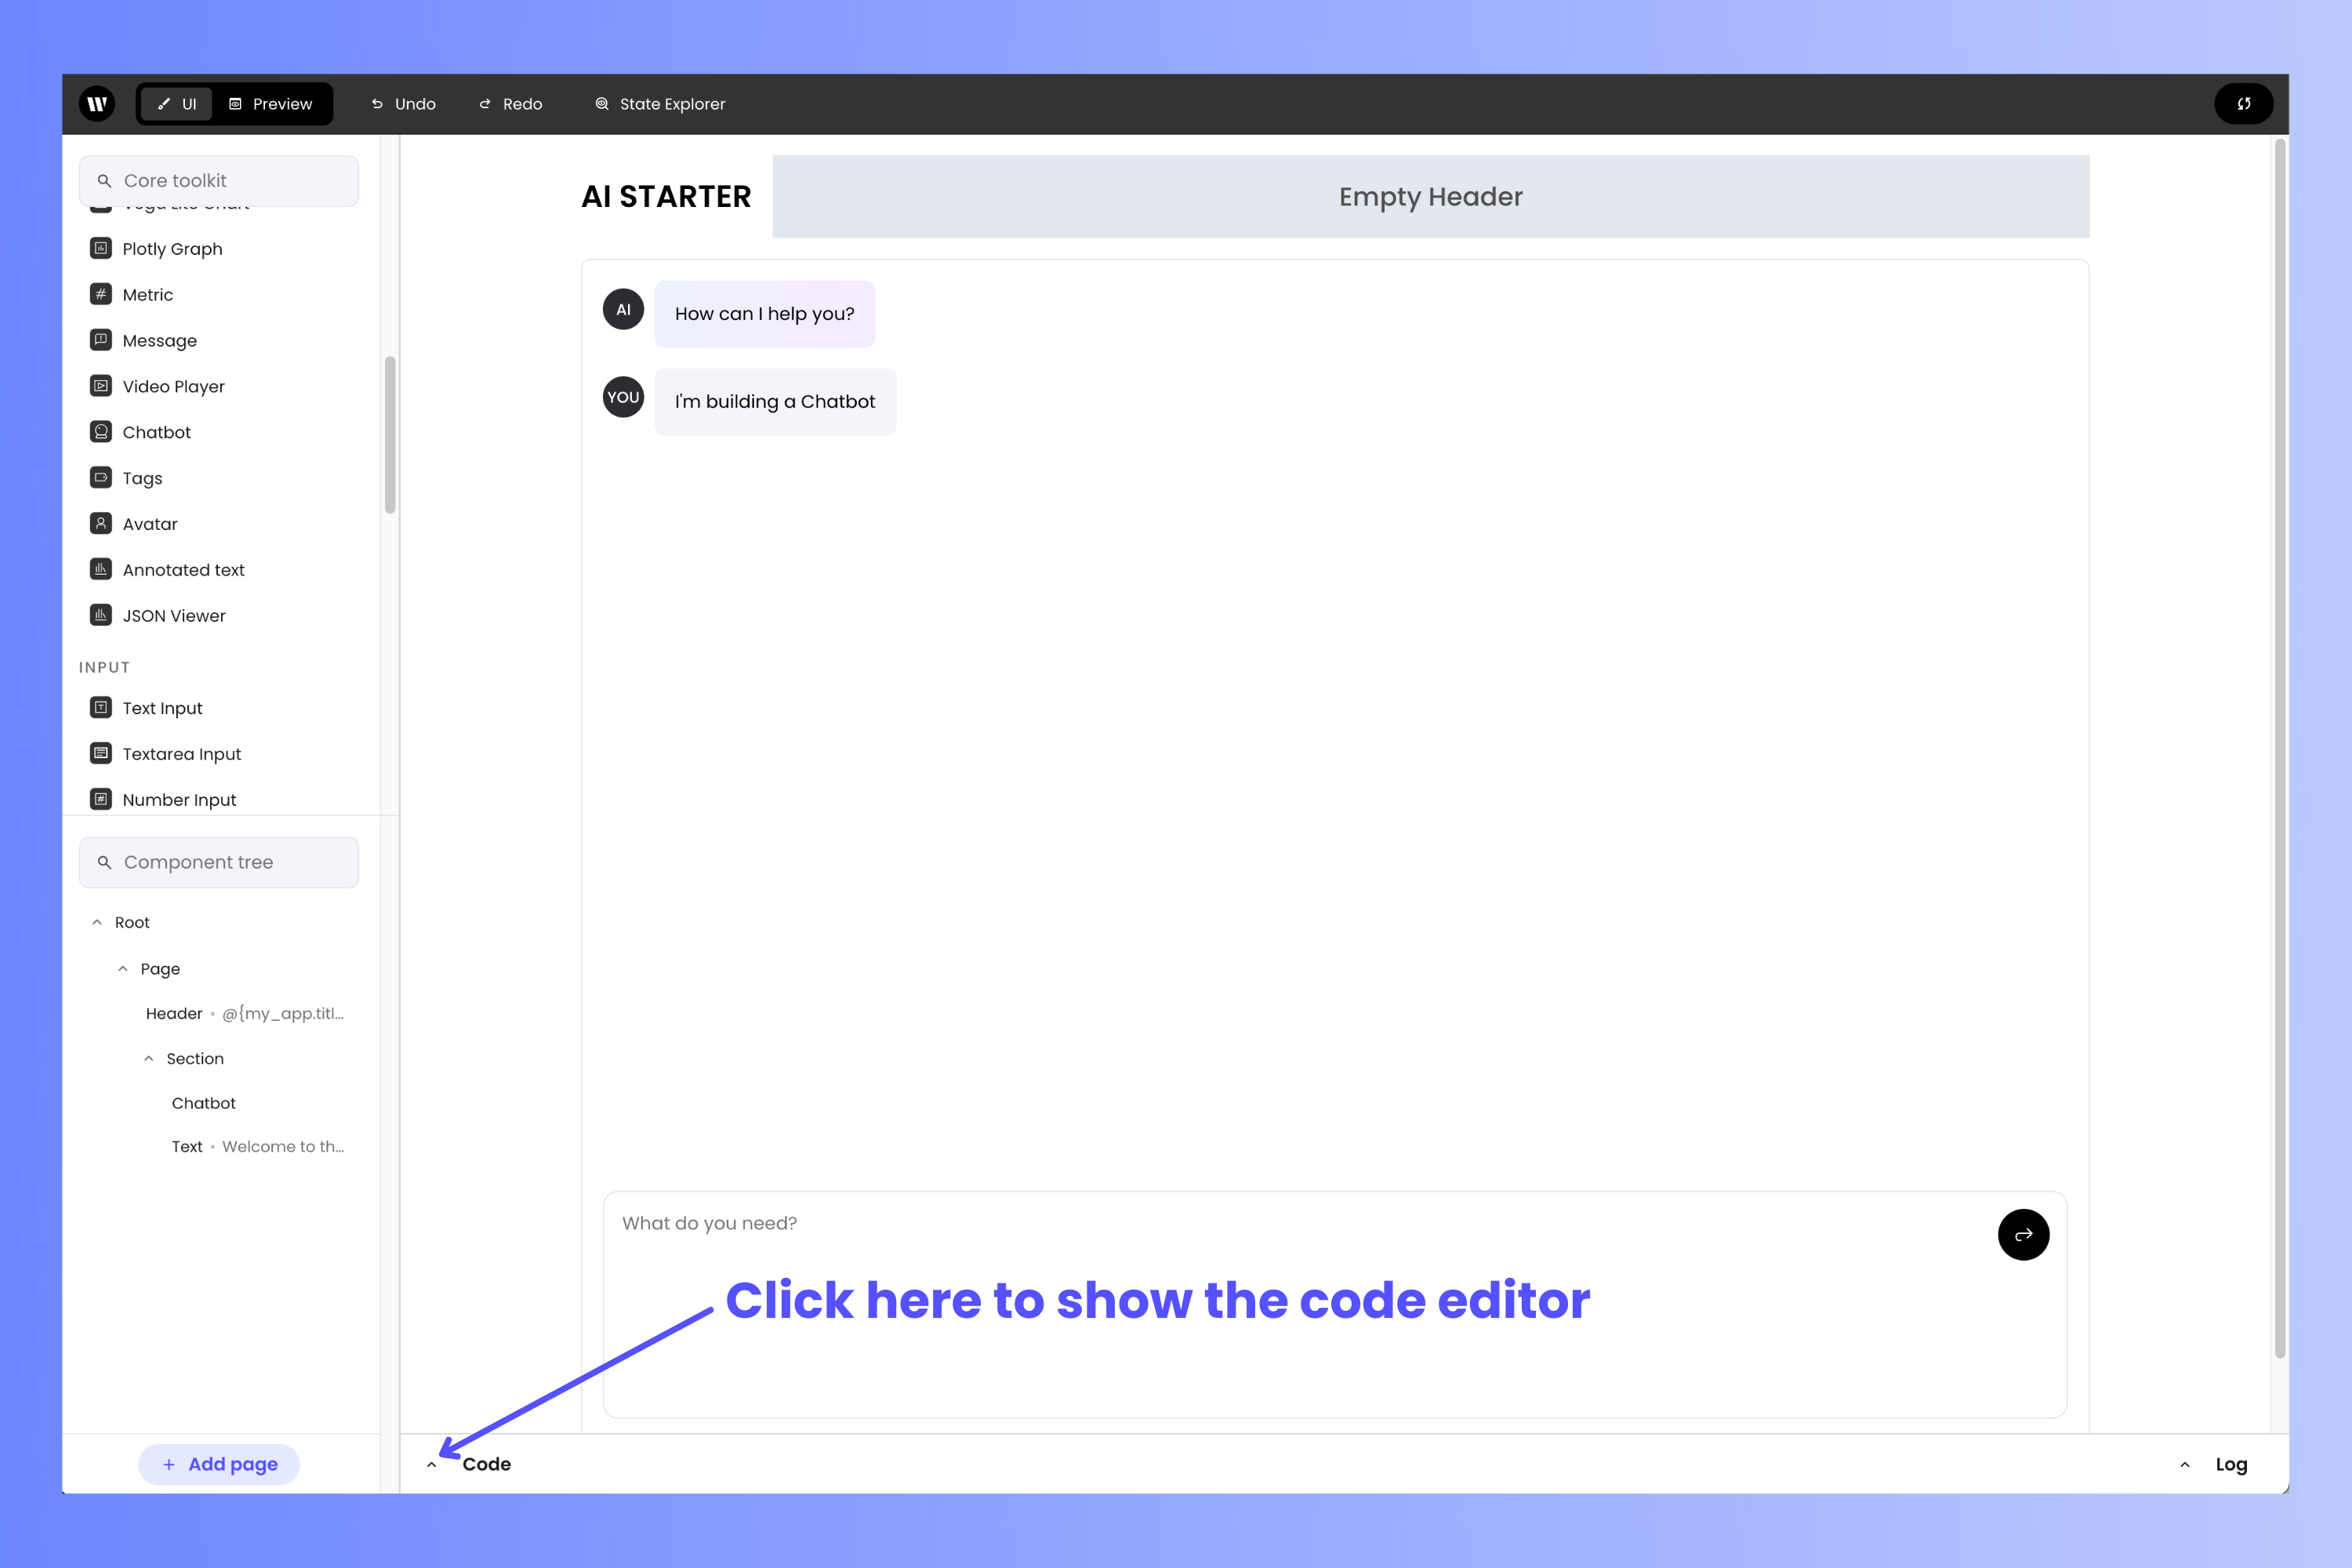 UI
Preview
Undo
Redo
State Explorer
Core toolkit
Vega Lite Chart
Plotly Graph
Metric
Message
Video Player
Chatbot
Tags
Avatar
Annotated text
JSON Viewer
INPUT
Text Input
Textarea Input
Number Input
Component tree
Root
Page
Header • @{my_app.titl...
Section
Chatbot
Text • Welcome to th...
+ Add page
AI STARTER
Empty Header
AI
How can I help you?
YOU
I'm building a Chatbot
What do you need?
Click here to show the code editor
Code
Log